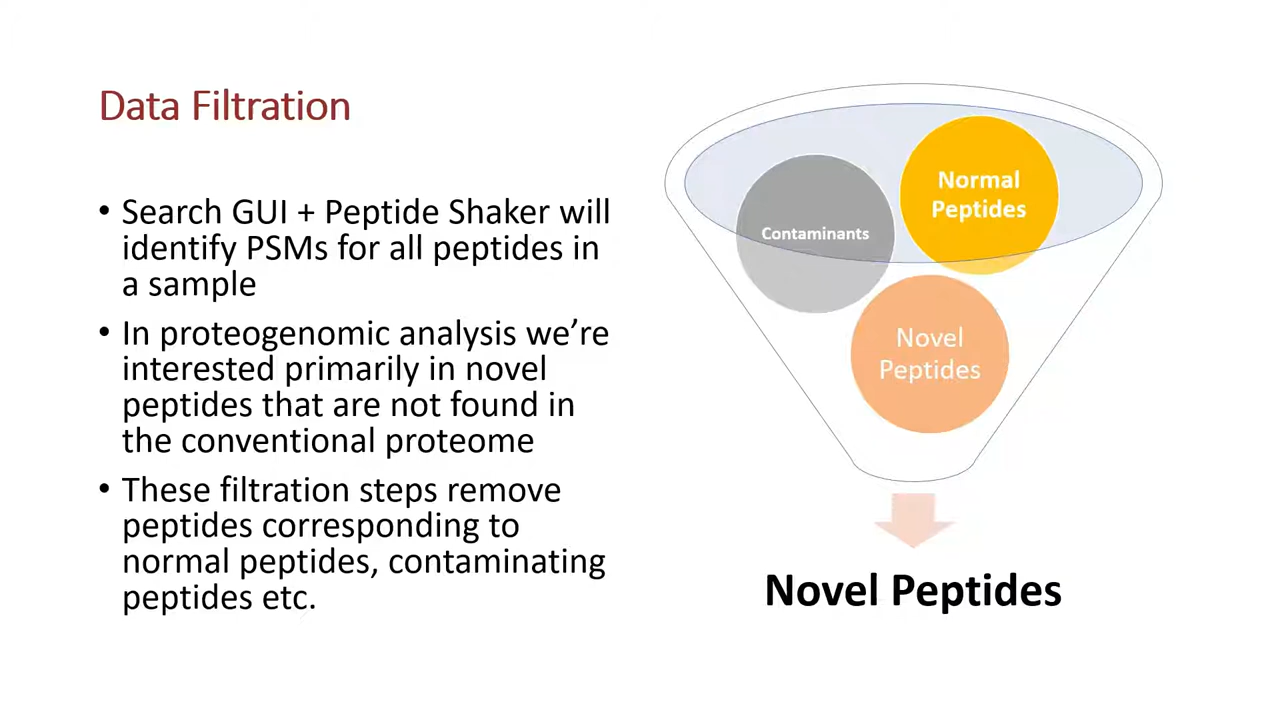 Data Filtration
• Search GUI + Peptide Shaker will
identify PSMs for all peptides in
a sample
• In proteogenomic analysis we’re
interested primarily in novel
peptides that are not found in
the conventional proteome
• These filtration steps remove
peptides corresponding to
normal peptides, contaminating
peptides etc.
Normal
Peptides
Contaminants
Novel
Peptides
Novel Peptides